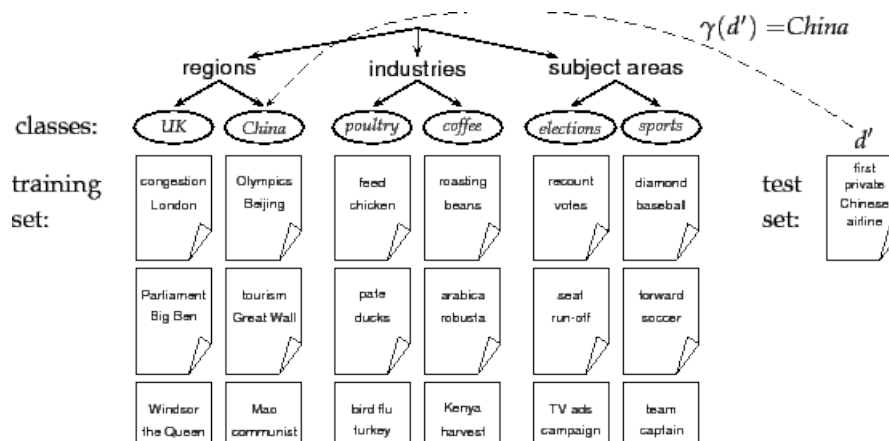 γ(d′) =China
regions industries subject areas
classes: UK China poultry coffee elections sports
d′
training set:
congestion London
Olympics Beijing
feed chicken
roasting beans
recount votes
diamond baseball
test set:
first private Chinese airline
Parliament Big Ben
tourism Great Wall
pate ducks
arabica robusta
seat run-off
forward soccer
Windsor the Queen
Mao communist
bird flu turkey
Kenya harvest
TV ads campaign
team captain